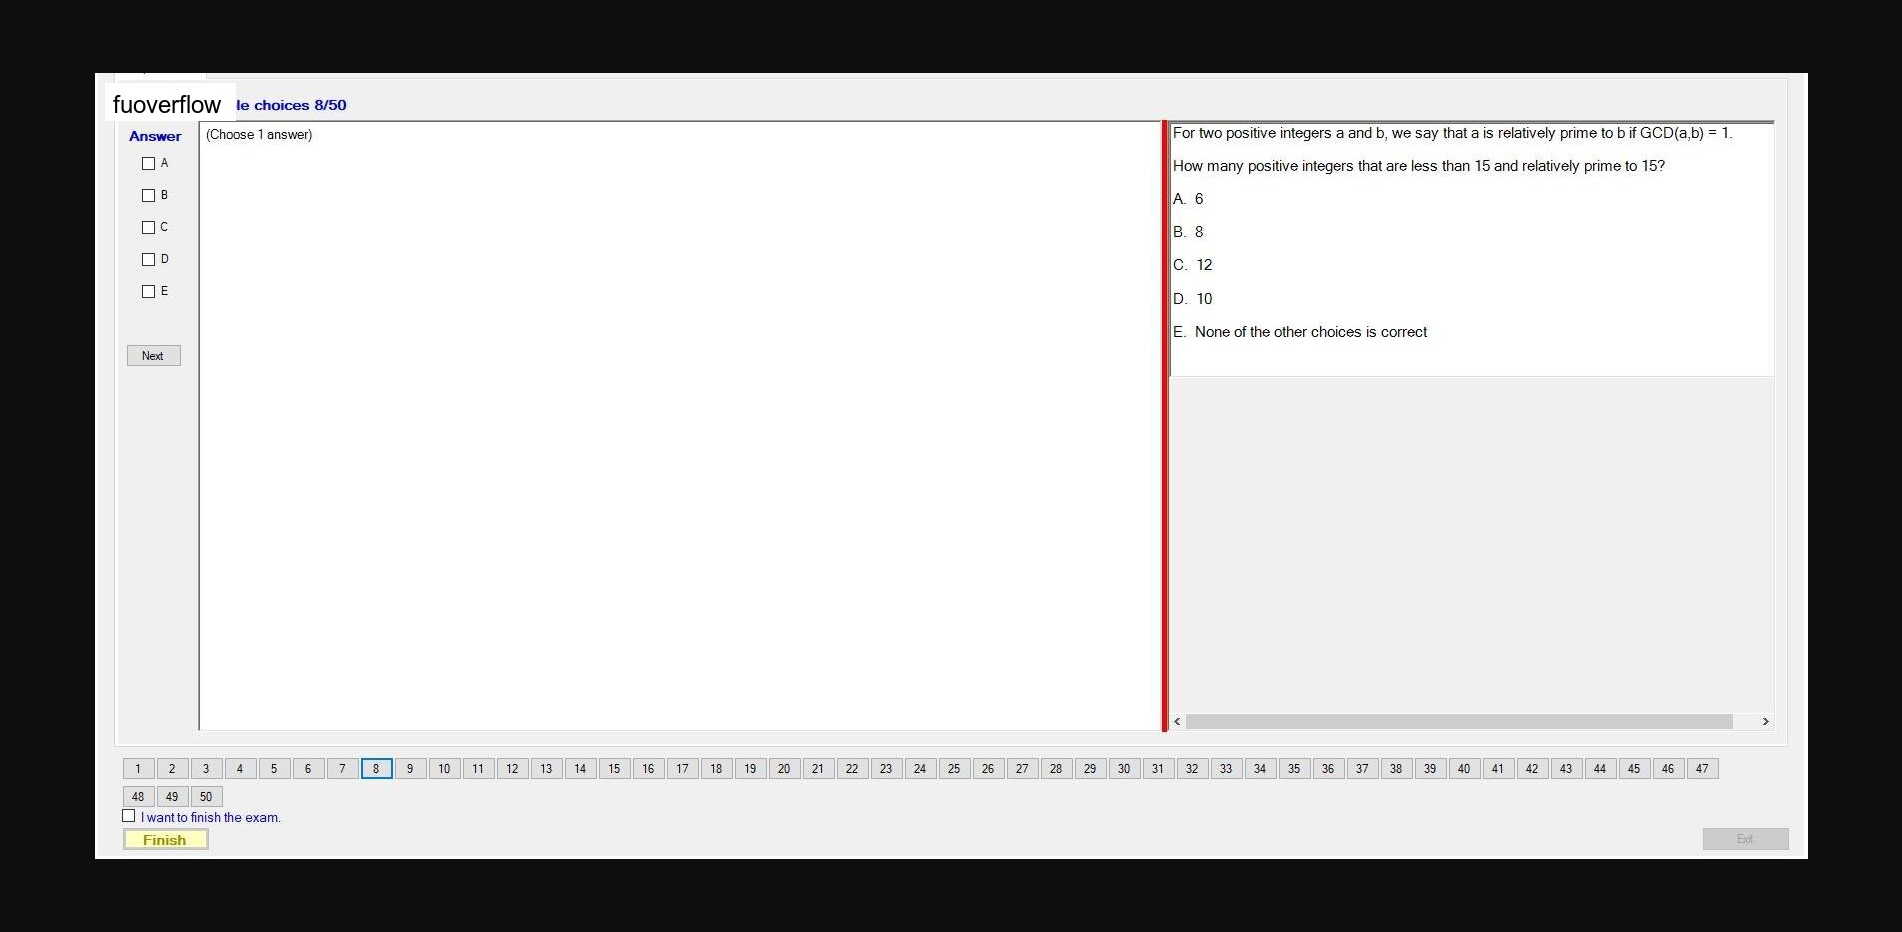 fuoverflow le choices 8/50
Answer
(Choose 1 answer)
A
B
C
D
E
Next
For two positive integers a and b, we say that a is relatively prime to b if GCD(a,b) = 1.
How many positive integers that are less than 15 and relatively prime to 15?
A. 6
B. 8
C. 12
D. 10
E. None of the other choices is correct
1 2 3 4 5 6 7 8 9 10 11 12 13 14 15 16 17 18 19 20 21 22 23 24 25 26 27 28 29 30 31 32 33 34 35 36 37 38 39 40 41 42 43 44 45 46 47
48 49 50
I want to finish the exam.
Finish
Exit